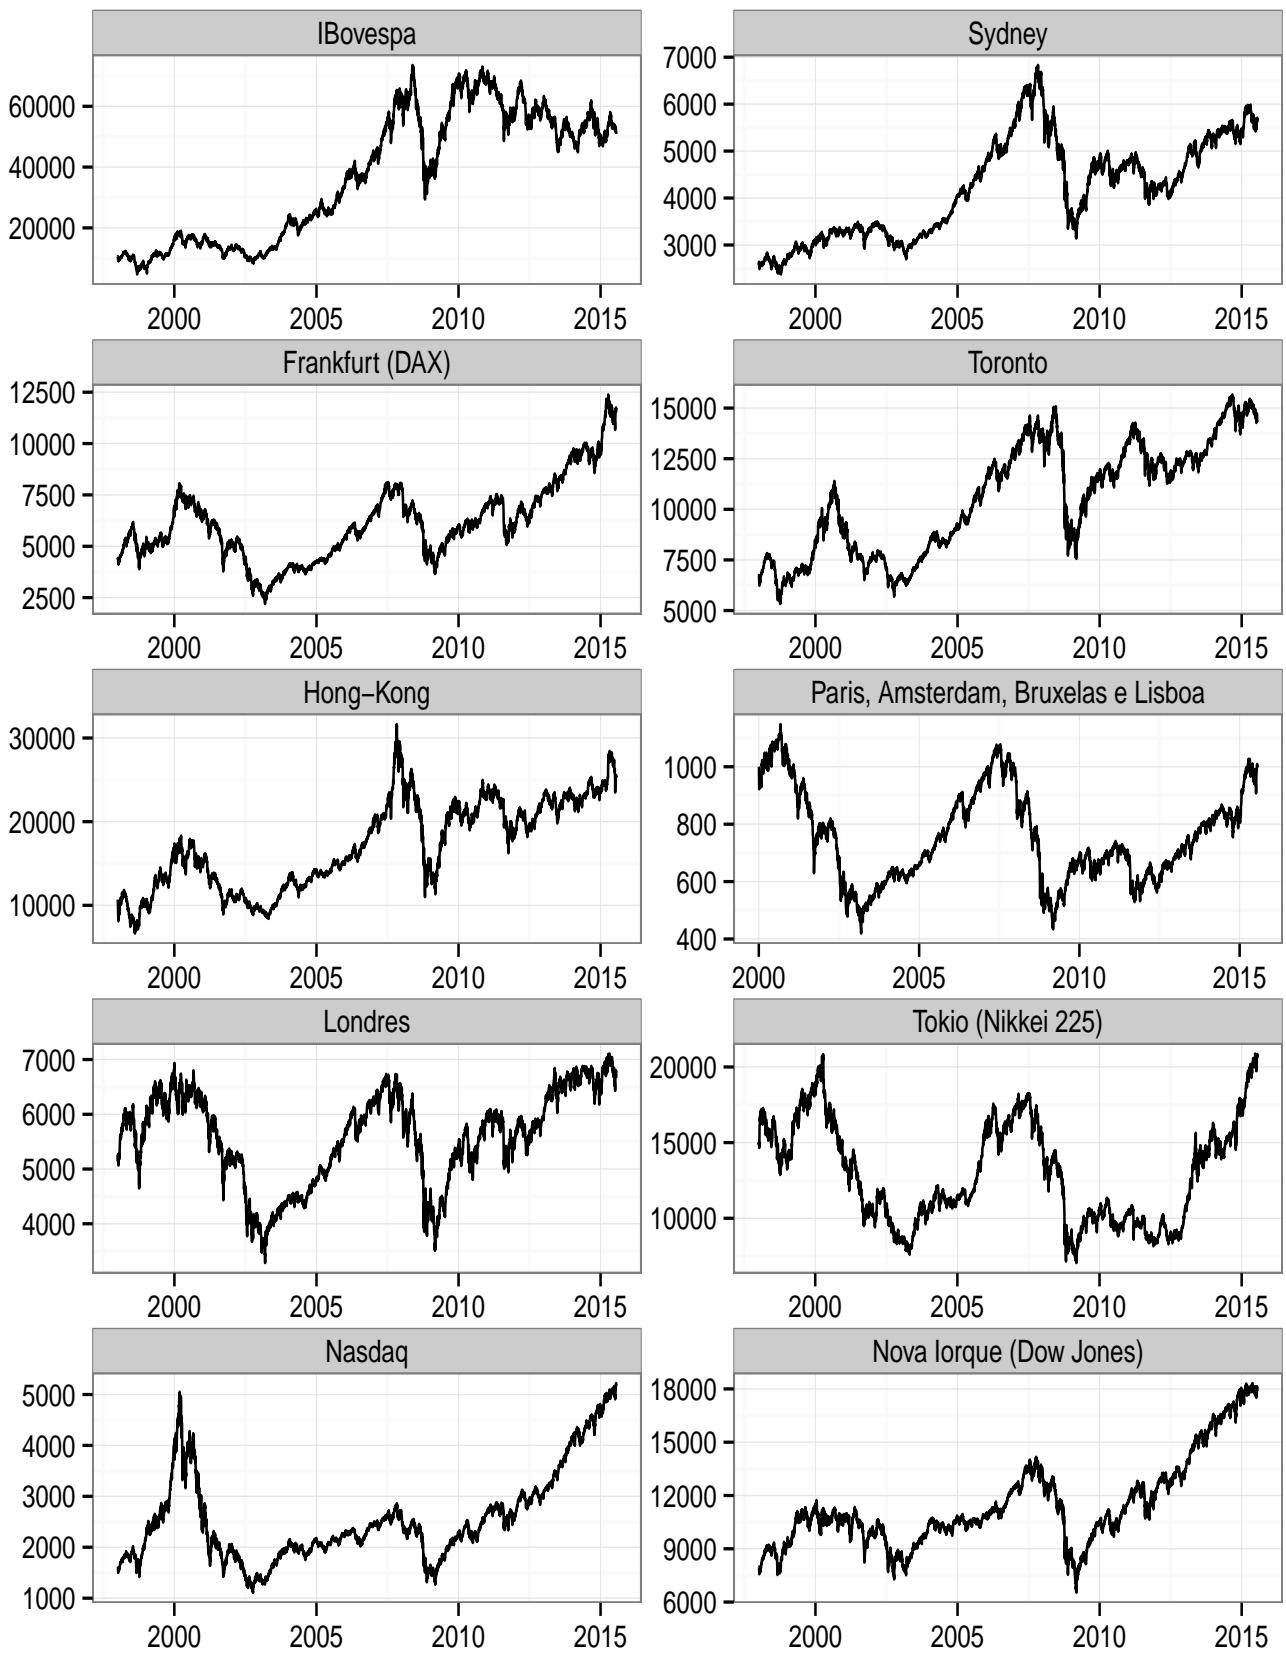 IBovespa
60000
40000
20000
2000 2005 2010 2015
Sydney
7000
6000
5000
4000
3000
2000 2005 2010 2015
Frankfurt (DAX)
12500
10000
7500
5000
2500
2000 2005 2010 2015
Toronto
15000
12500
10000
7500
5000
2000 2005 2010 2015
Hong−Kong
30000
20000
10000
2000 2005 2010 2015
Paris, Amsterdam, Bruxelas e Lisboa
1000
800
600
400
2000 2005 2010 2015
Londres
7000
6000
5000
4000
2000 2005 2010 2015
Tokio (Nikkei 225)
20000
15000
10000
2000 2005 2010 2015
Nasdaq
5000
4000
3000
2000
1000
2000 2005 2010 2015
Nova Iorque (Dow Jones)
18000
15000
12000
9000
6000
2000 2005 2010 2015